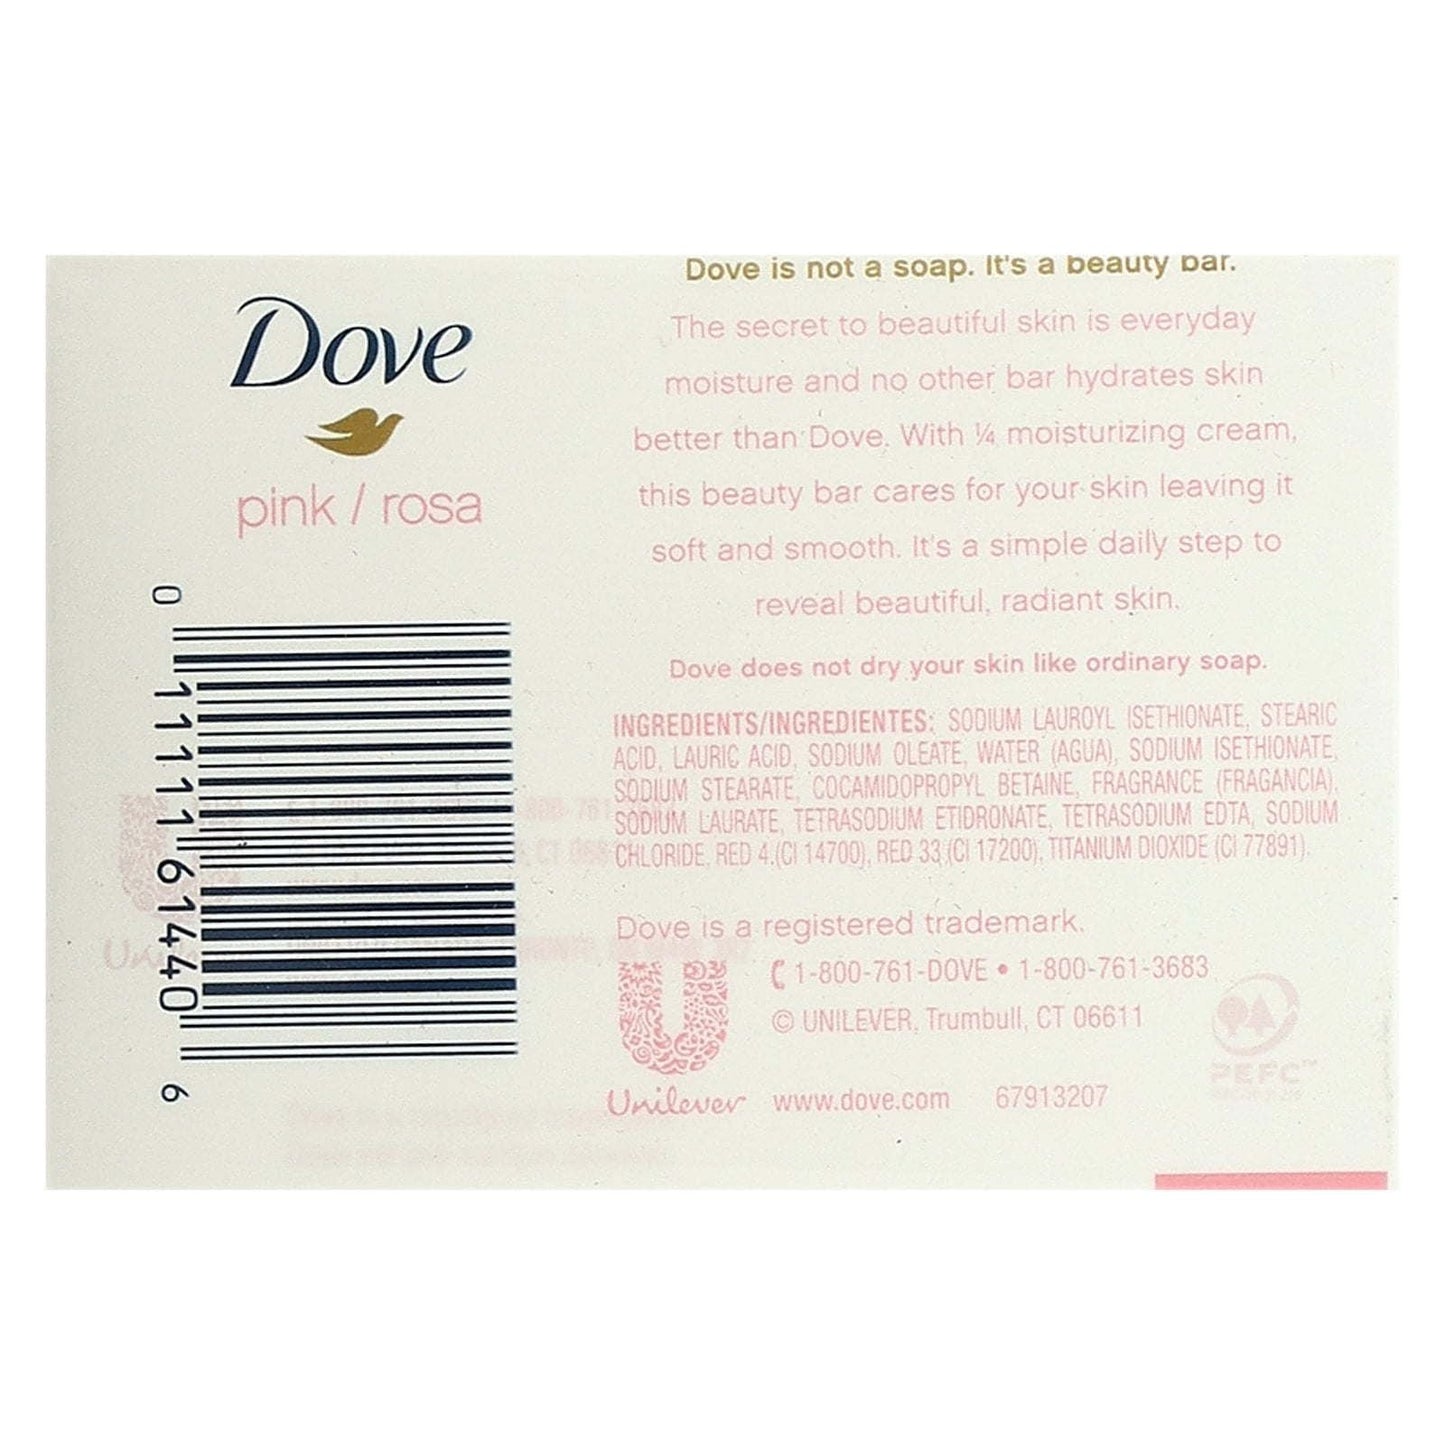 Dove
pink / rosa
0
11111 61440
6
Dove is not a soap. It's a beauty bar.
The secret to beautiful skin is everyday
moisture and no other bar hydrates skin
better than Dove. With ¼ moisturizing cream,
this beauty bar cares for your skin leaving it
soft and smooth. It's a simple daily step to
reveal beautiful, radiant skin.
Dove does not dry your skin like ordinary soap.
INGREDIENTS/INGREDIENTES: SODIUM LAUROYL ISETHIONATE, STEARIC
ACID, LAURIC ACID, SODIUM OLEATE, WATER (AGUA), SODIUM ISETHIONATE,
SODIUM STEARATE, COCAMIDOPROPYL BETAINE, FRAGRANCE (FRAGANCIA),
SODIUM LAURATE, TETRASODIUM ETIDRONATE, TETRASODIUM EDTA, SODIUM
CHLORIDE, RED 4 (CI 14700), RED 33 (CI 17200), TITANIUM DIOXIDE (CI 77891).
Dove is a registered trademark.
1-800-761-DOVE • 1-800-761-3683
© UNILEVER, Trumbull, CT 06611
Unilever www.dove.com 67913207
PEFC™